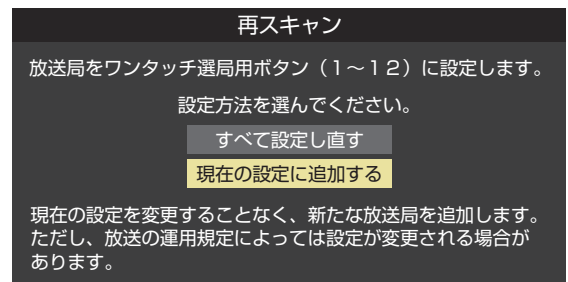 再スキャン
放送局をワンタッチ選局用ボタン（１～１２）に設定します。
設定方法を選んでください。
すべて設定し直す
現在の設定に追加する
現在の設定を変更することなく、新たな放送局を追加します。
ただし、放送の運用規定によっては設定が変更される場合が
あります。